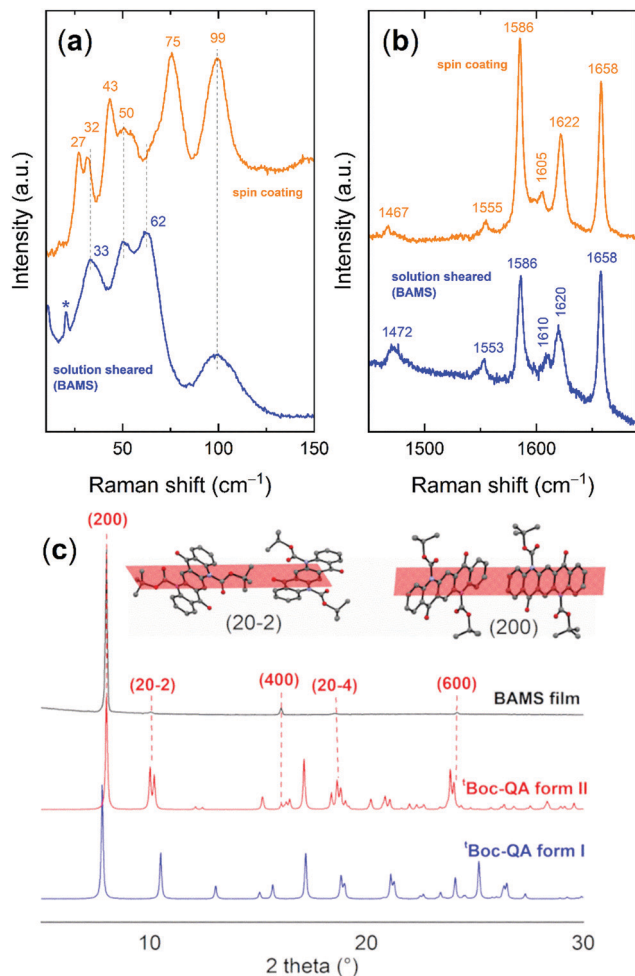 (a)
75
99
43
50
32
27
spin coating
62
33
*
solution sheared
(BAMS)
Intensity (a.u.)
50
100
150
Raman shift (cm⁻¹)
(b)
1586
1658
spin coating
1622
1605
1467
1555
solution sheared
(BAMS)
1586
1658
1620
1610
1472
1553
Intensity (a.u.)
1500
1600
Raman shift (cm⁻¹)
(c)
(200)
(20-2)
(200)
(20-2)
(400)
(20-4)
(600)
BAMS film
ᵗBoc-QA form II
ᵗBoc-QA form I
10
20
30
2 theta (°)